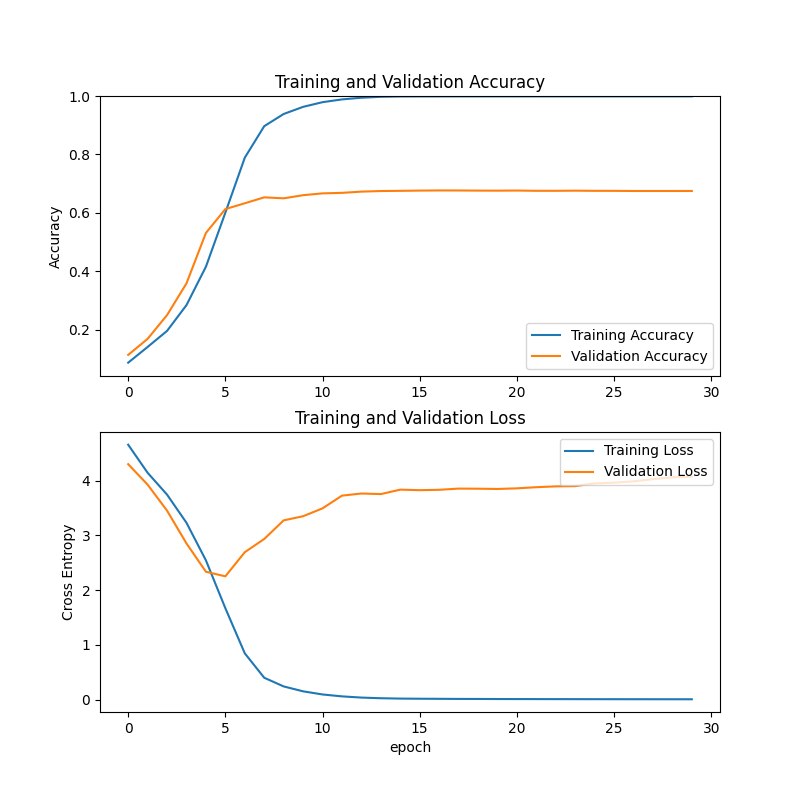 Training and Validation Accuracy
Accuracy
1.0
0.8
0.6
0.4
0.2
Training Accuracy
Validation Accuracy
0 5 10 15 20 25 30
Training and Validation Loss
Cross Entropy
4
3
2
1
0
Training Loss
Validation Loss
0 5 10 15 20 25 30
epoch